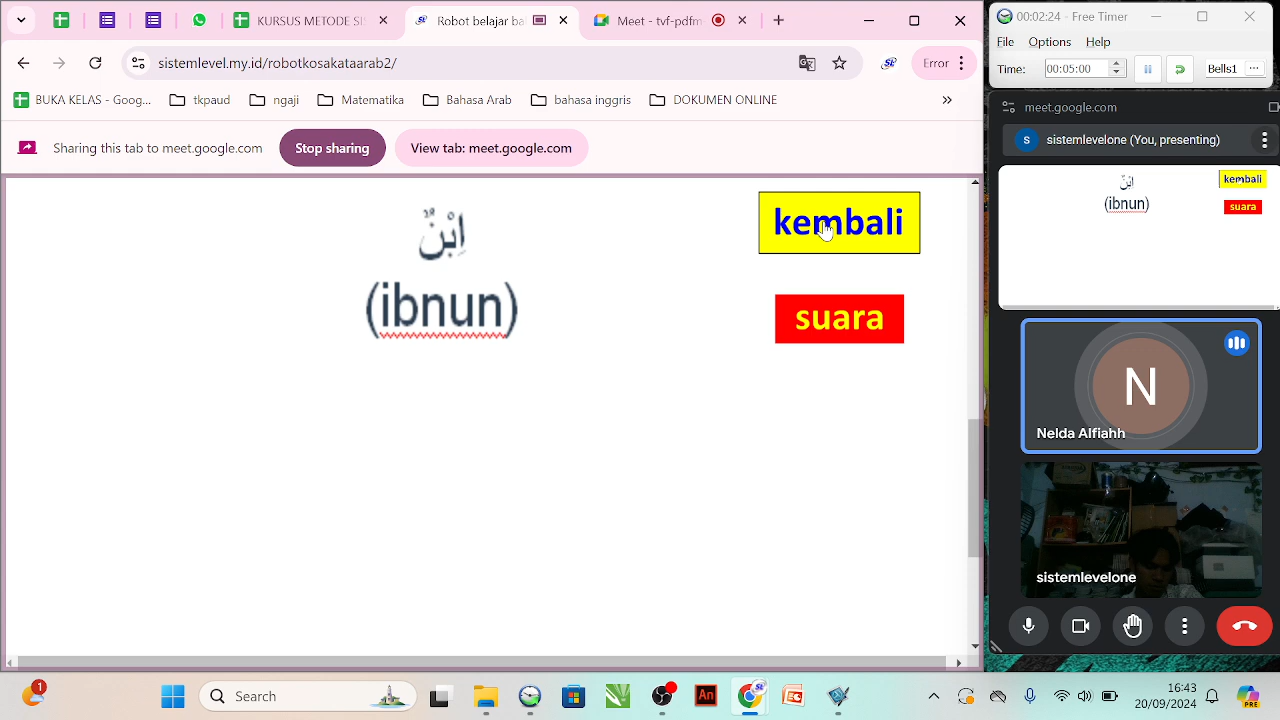 KURSUS METODE SI
Robot belajar ba
Meet - tvf-pdfm
sistemlevel.my.id/robotkosakataarab2/
Error
BUKA KELAS - Goog...
tkpaud
ngaji
matematika
Bahasa arab
bahasa inggris
DOKUMEN ONLINE
Sharing this tab to meet.google.com
Stop sharing
View tab: meet.google.com
اِبْنٌ
(ibnun)
kembali
suara
00:02:24 - Free Timer
File Options Help
Time: 00:05:00
Bells1 ...
meet.google.com
S sistemlevelone (You, presenting)
اِبْنٌ
(ibnun)
kembali
suara
N
Nelda Alfiahh
sistemlevelone
1
Search
An
16:43
20/09/2024
PRE